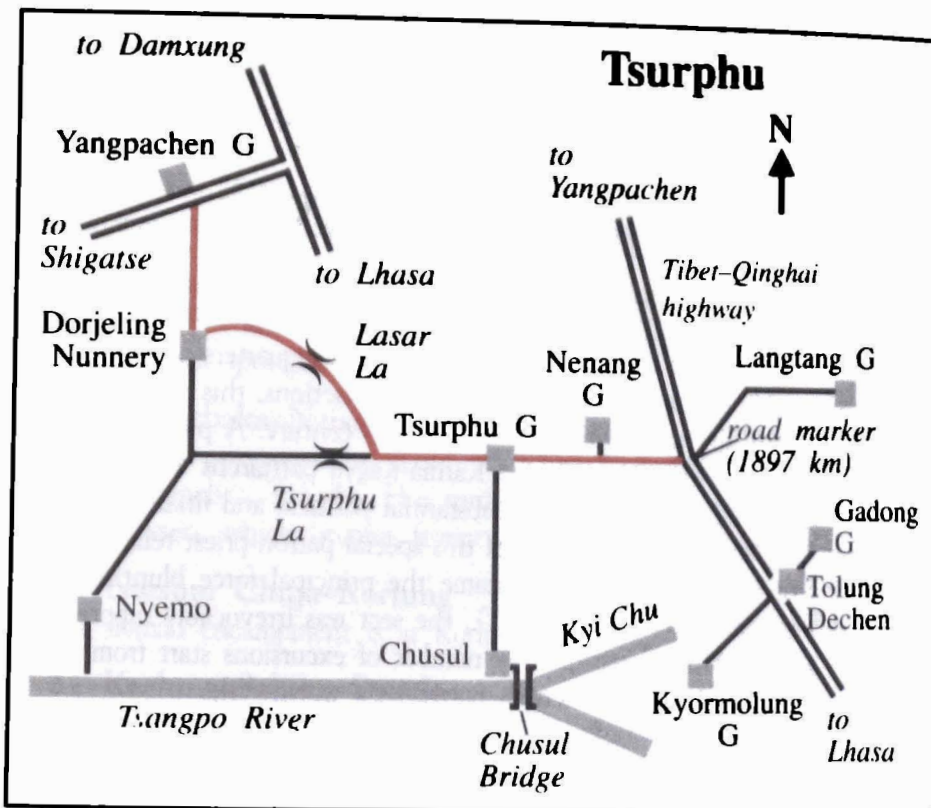 Tsurphu
to Damxung
N
Yangpachen G
to
Yangpachen
to
Shigatse
to Lhasa
Tibet–Qinghai
highway
Dorjeling
Nunnery
Lasar
La
Nenang
G
Langtang G
Tsurphu G
road marker
(1897 km)
Tsurphu
La
Gadong
G
Nyemo
Tolung
Dechen
Kyi Chu
Chusul
Tsangpo River
Kyormolung
G
to
Lhasa
Chusul
Bridge